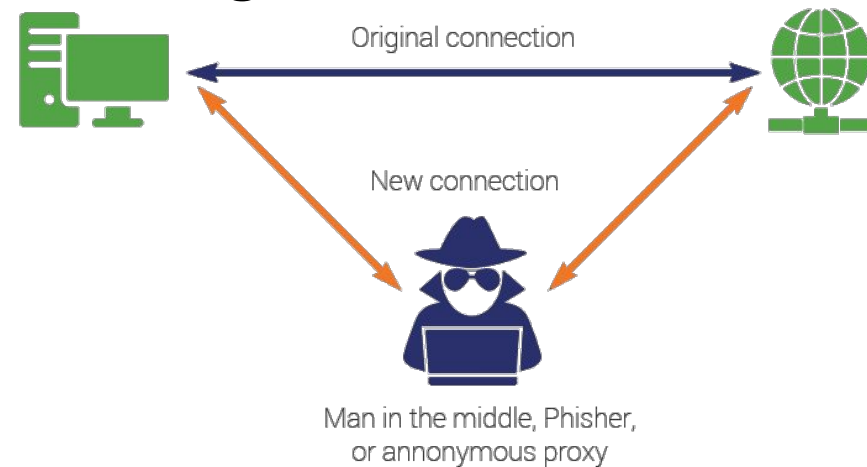 Original connection
New connection
Man in the middle, Phisher,
or annonymous proxy